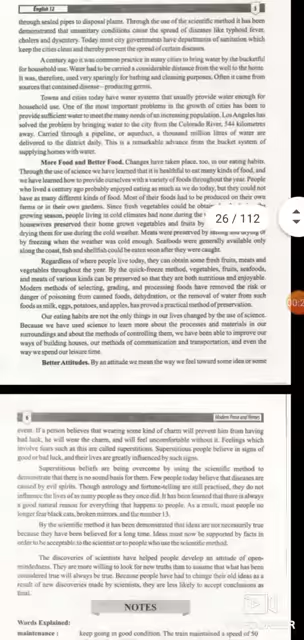 English 12
through sealed pipes to disposal plants. Through the use of the scientific method it has been
demonstrated that unsanitary conditions cause the spread of diseases like typhoid fever,
cholera and dysentery. Today most city governments have departments of sanitation which
keep the cities clean and thereby prevent the spread of certain diseases.
A century ago it was common practice in many cities to bring water by the bucketful
for household use. Water had to be carried a considerable distance from the well to the home.
It was, therefore, used very sparingly for bathing and cleaning purposes. Often it came from
sources that contained disease - producing germs.
Towns and cities today have water systems that usually provide water enough for
household use. One of the most important problems in the growth of cities has been to
provide sufficient water to meet the many needs of an increasing population. Los Angeles has
solved the problem by bringing water to the city from the Colorado River, 544 kilometres
away. Carried through a pipeline, or aqueduct, a thousand million litres of water are
delivered to the district daily. This is a remarkable advance from the bucket system of
supplying homes with water.
More Food and Better Food. Changes have taken place, too, in our eating habits.
Through the use of science we have learned that it is healthful to eat many kinds of food, and
we have learned how to provide ourselves with a variety of foods throughout the year. People
who lived a century ago probably enjoyed eating as much as we do today, but they could not
have as many different kinds of food. Most of their foods had to be produced on their own
farms or in their own gardens. Since fresh vegetables could be
growing season, people living in cold climates had none during the
housewives preserved their home grown vegetables and fruits by
26 / 112
drying them for use during the cold weather. Meats were preserved by drying or
by freezing when the weather was cold enough. Seafoods were generally available only
along the coast, fish and shellfish could be eaten soon after they were caught.
Regardless of where people live today, they can obtain some fresh fruits, meats and
vegetables throughout the year. By the quick-freeze method, vegetables, fruits, seafoods,
and meats of various kinds can be preserved so that they are both nutritious and enjoyable.
Modern methods of selecting, grading, and processing foods have removed the risk or
danger of poisoning from canned foods, dehydration, or the removal of water from such
foods as milk, eggs, potatoes, and apples, has proved a practical method of preserving.
Our eating habits are not the only things in our lives changed by the use of science.
Because we have used science to learn more about the processes and materials in our
surroundings and about the methods of controlling them, we have been able to improve our
ways of building houses, our methods of communication and transportation, and even the
way we spend our leisure time.
Better Attitudes. By an attitude we mean the way we feel toward some idea or some
Modern Prose and Heroes
event. If a person believes that wearing some kind of charm will prevent him from having
bad luck, he will wear the charm, and will feel uncomfortable without it. Feelings which
involve fears such as this are called superstitions. Superstitious people believe in signs of
good or bad luck, and their lives are greatly influenced by such signs.
Superstitious beliefs are being overcome by using the scientific method to
demonstrate that there is no sound basis for them. Few people today believe that diseases are
caused by evil spirits. Though astrology and fortune-telling are still practised, they do not
influence the lives of as many people as they once did. It has been learned that there is always
a good natural reason for everything that happens to people. As a result, most people no
longer fear black cats, broken mirrors, and the number 13.
By the scientific method it has been demonstrated that ideas are not necessarily true
because they have been believed for a long time. Ideas must now be supported by facts in
order to be acceptable to the scientist or to people who use the scientific method.
The discoveries of scientists have helped people develop an attitude of open-
mindedness. They are more willing to look for new truths than to assume that what has been
considered true will always be true. Because people have had to change their old ideas as a
result of new discoveries made by scientists, they are less likely to accept conclusions as
final.
NOTES
Words Explained:
maintenance : keep going in good condition. The train maintained a speed of 50